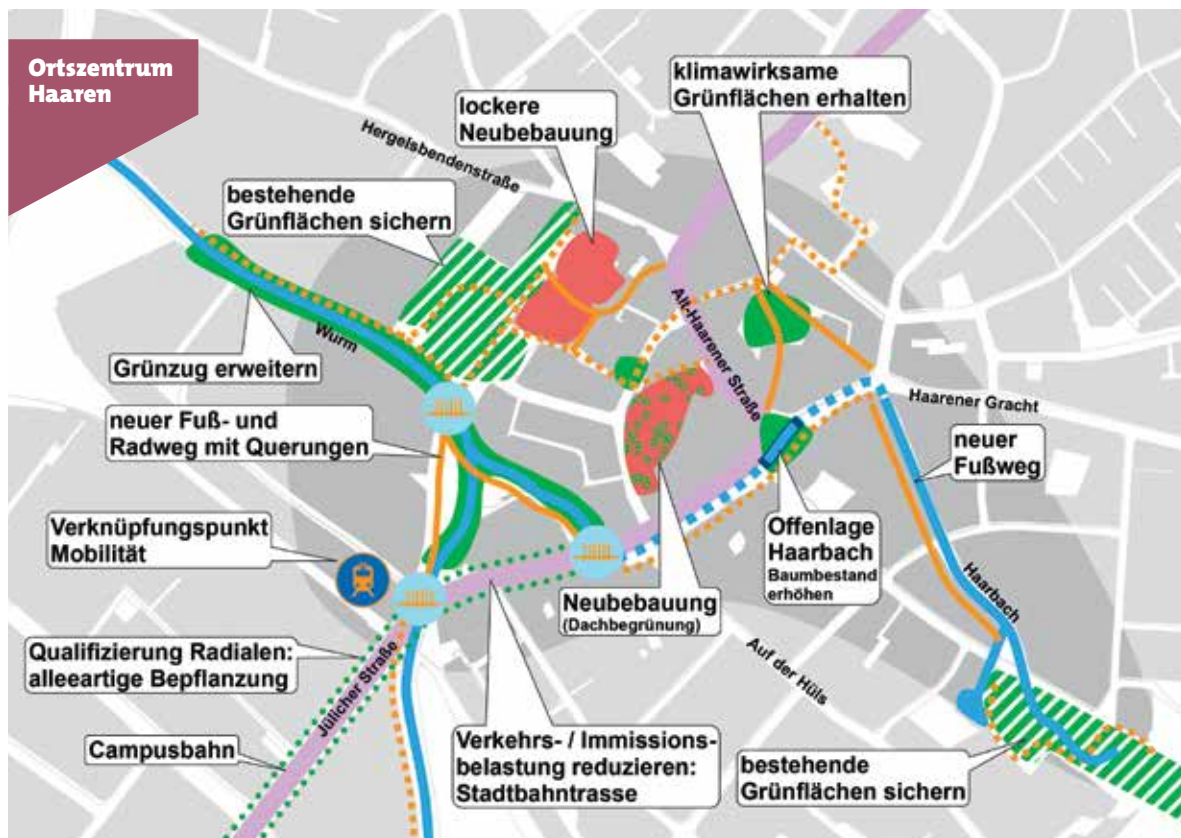 Ortszentrum
Haaren
klimawirksame
Grünflächen erhalten
lockere
Neubebauung
Hergelsbendenstraße
bestehende
Grünflächen sichern
Wurm
Grünzug erweitern
Alt-Haarener Straße
Haarener Gracht
neuer Fuß- und
Radweg mit Querungen
neuer
Fußweg
Verknüpfungspunkt
Mobilität
Offenlage
Haarbach
Baumbestand
erhöhen
Haarbach
Neubebauung
(Dachbegrünung)
Auf der Hüls
Qualifizierung Radialen:
alleeartige Bepflanzung
Jülicher Straße
Campusbahn
Verkehrs- / Immissions-
belastung reduzieren:
Stadtbahntrasse
bestehende
Grünflächen sichern